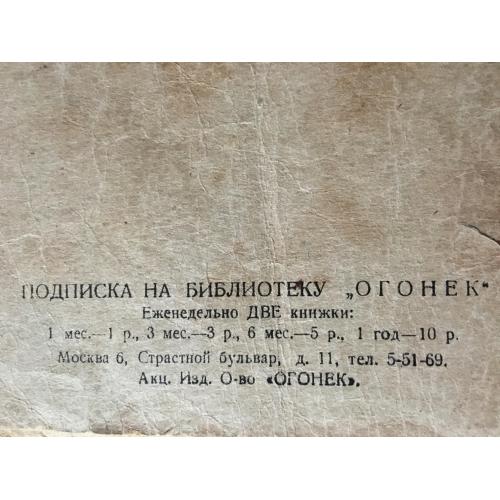 ПОДПИСКА НА БИБЛИОТЕКУ „ОГОНЕК“
Еженедельно ДВЕ книжки:
1 мес.—1 р., 3 мес.—3 р., 6 мес.—5 р., 1 год—10 р.
Москва 6, Страстной бульвар, д. 11, тел. 5-51-69.
Акц. Изд. О-во «ОГОНЕК».